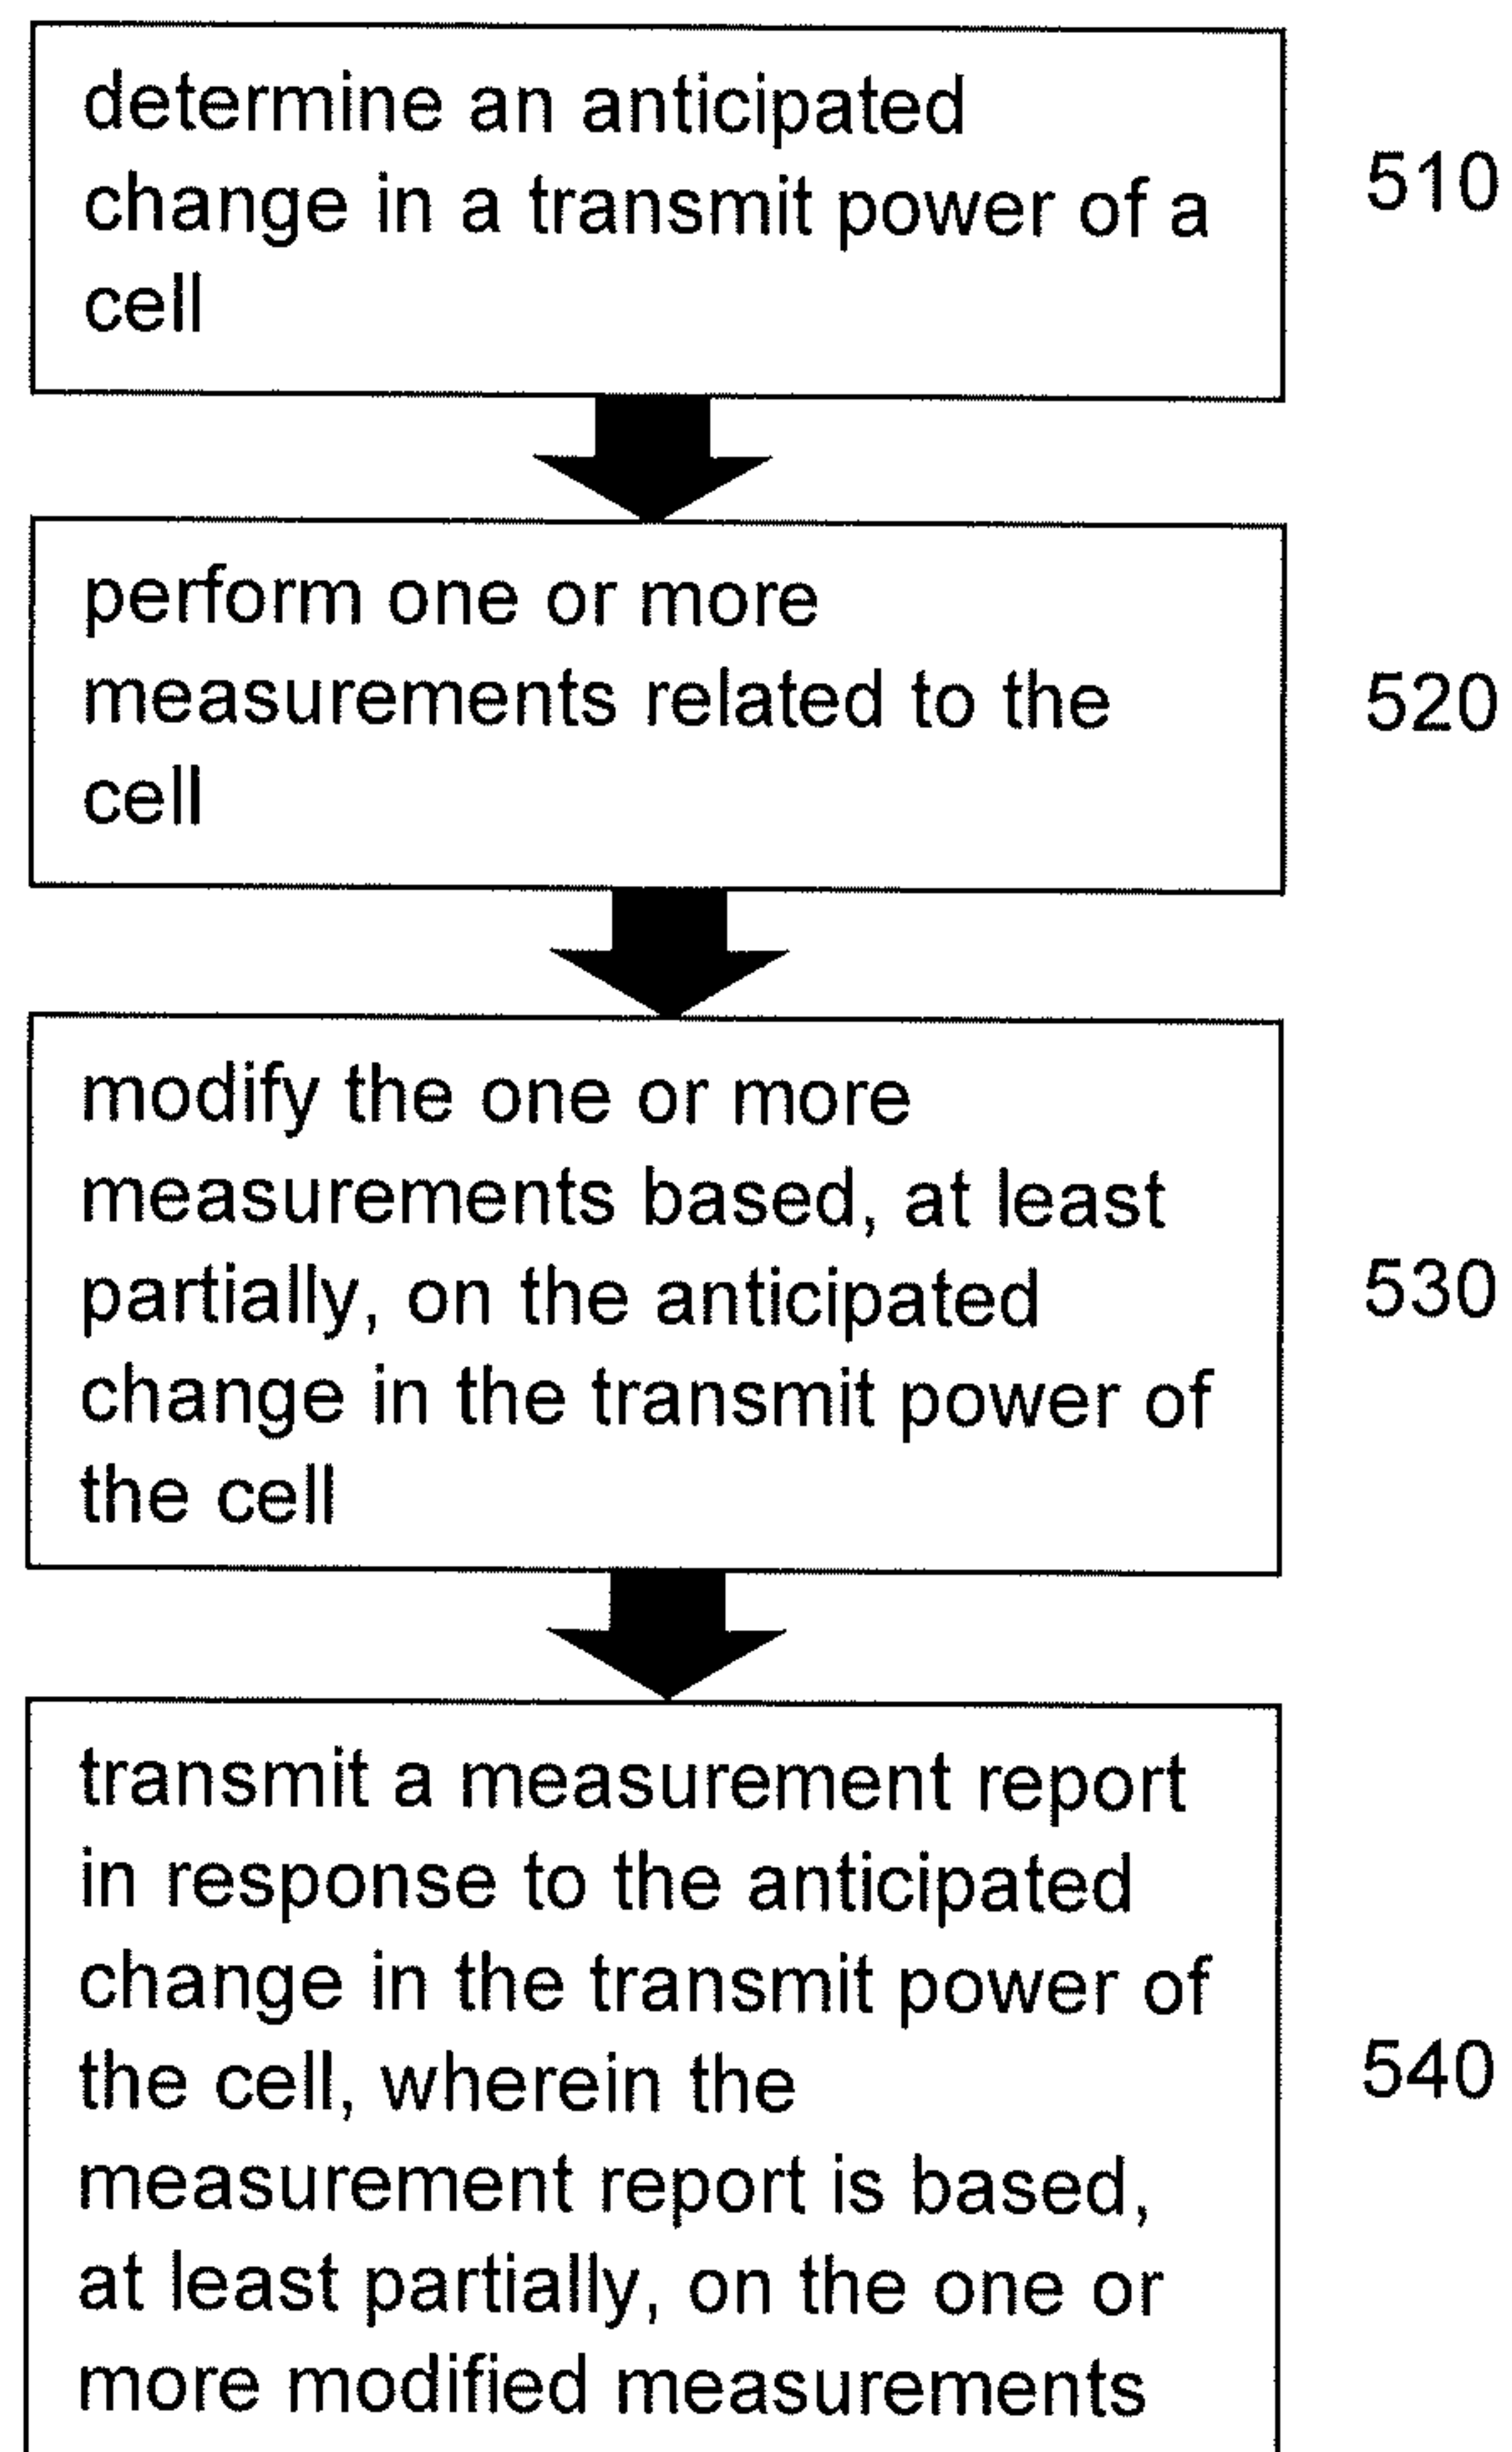 determine an anticipated
change in a transmit power of a
cell
510
perform one or more
measurements related to the
cell
520
modify the one or more
measurements based, at least
partially, on the anticipated
change in the transmit power of
the cell
530
transmit a measurement report
in response to the anticipated
change in the transmit power of
the cell, wherein the
measurement report is based,
at least partially, on the one or
more modified measurements
540